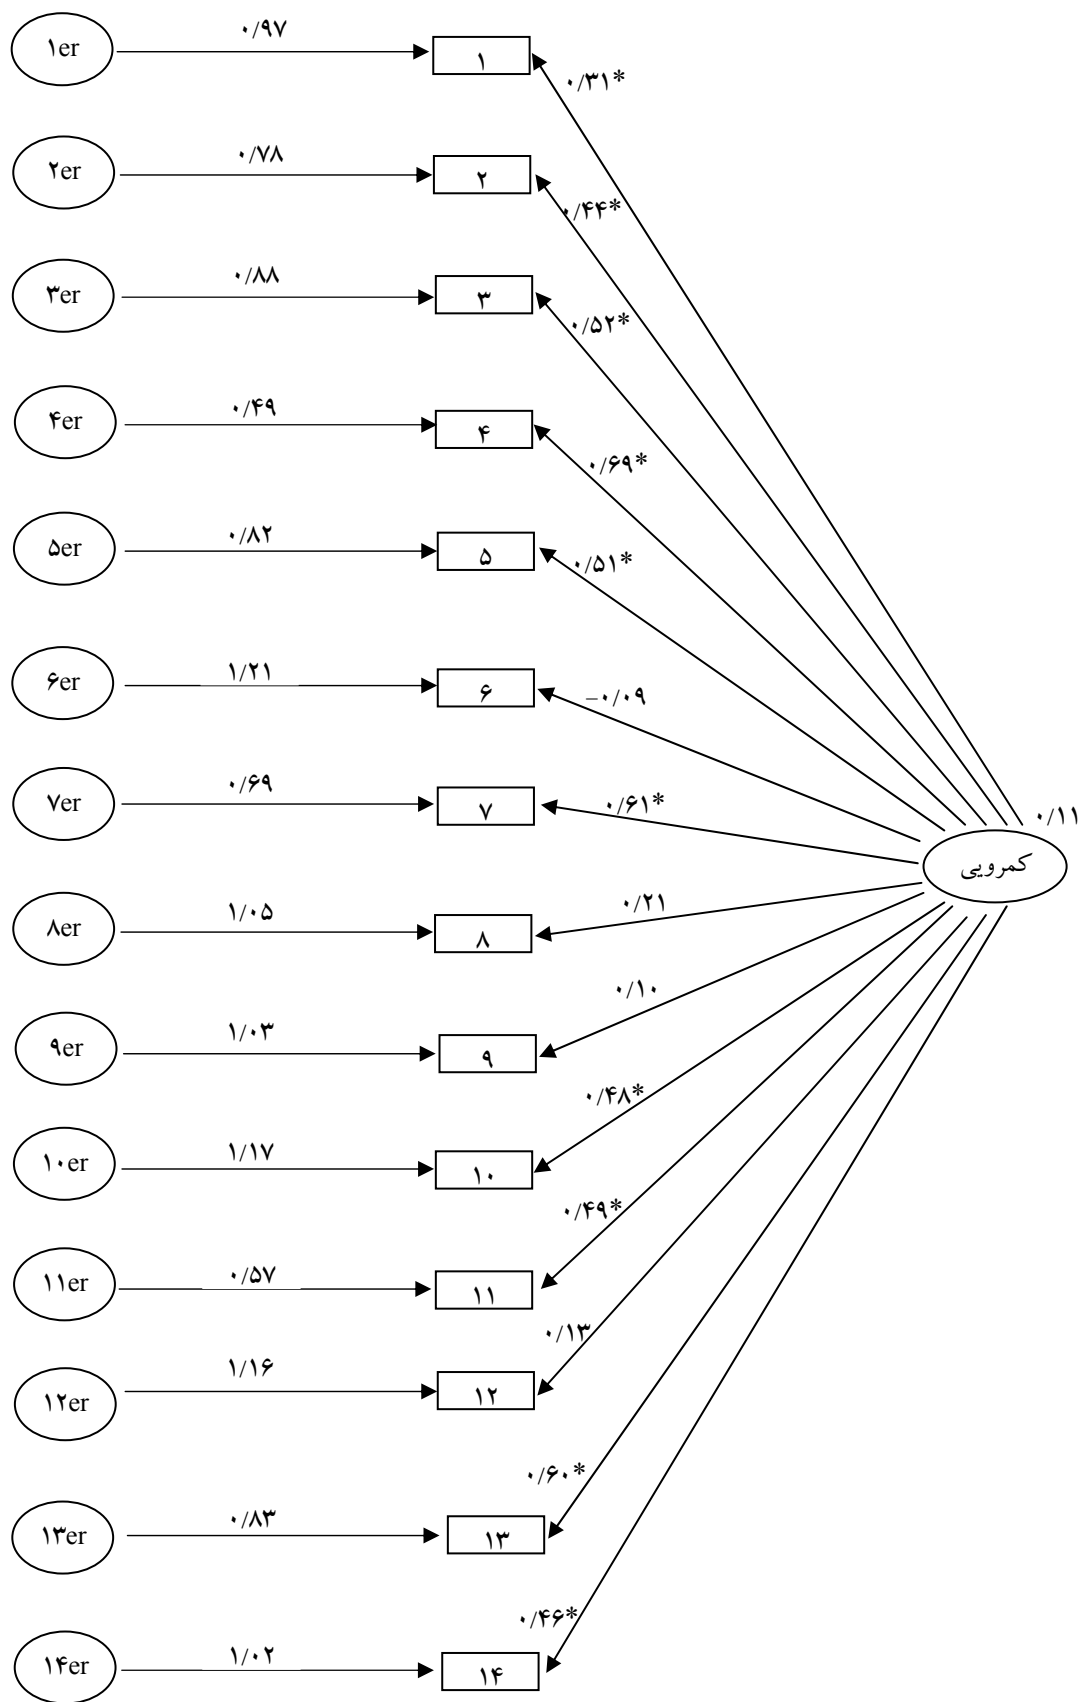 ۱er ۰/۹۷ ۱ ۰/۳۱*
۲er ۰/۷۸ ۲ ۰/۴۴*
۳er ۰/۸۸ ۳ ۰/۵۲*
۴er ۰/۴۹ ۴ ۰/۶۹*
۵er ۰/۸۲ ۵ ۰/۵۱*
۶er ۱/۲۱ ۶ –۰/۰۹
۷er ۰/۶۹ ۷ ۰/۶۱*
۰/۱۱
کمرویی
۸er ۱/۰۵ ۸ ۰/۲۱
۹er ۱/۰۳ ۹ ۰/۱۰
۱۰er ۱/۱۷ ۱۰ ۰/۴۸*
۱۱er ۰/۵۷ ۱۱ ۰/۴۹*
۱۲er ۱/۱۶ ۱۲ ۰/۱۳
۱۳er ۰/۸۳ ۱۳ ۰/۶۰*
۱۴er ۱/۰۲ ۱۴ ۰/۴۶*